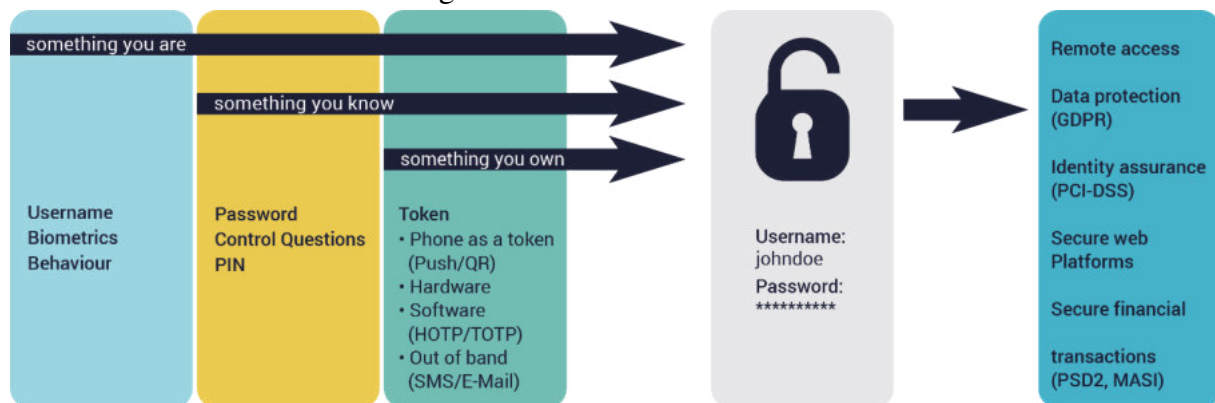 something you are
something you know
something you own
Username
Biometrics
Behaviour
Password
Control Questions
PIN
Token
• Phone as a token
(Push/QR)
• Hardware
• Software
(HOTP/TOTP)
• Out of band
(SMS/E-Mail)
Username:
johndoe
Password:
**********
Remote access
Data protection
(GDPR)
Identity assurance
(PCI-DSS)
Secure web
Platforms
Secure financial
transactions
(PSD2, MASI)